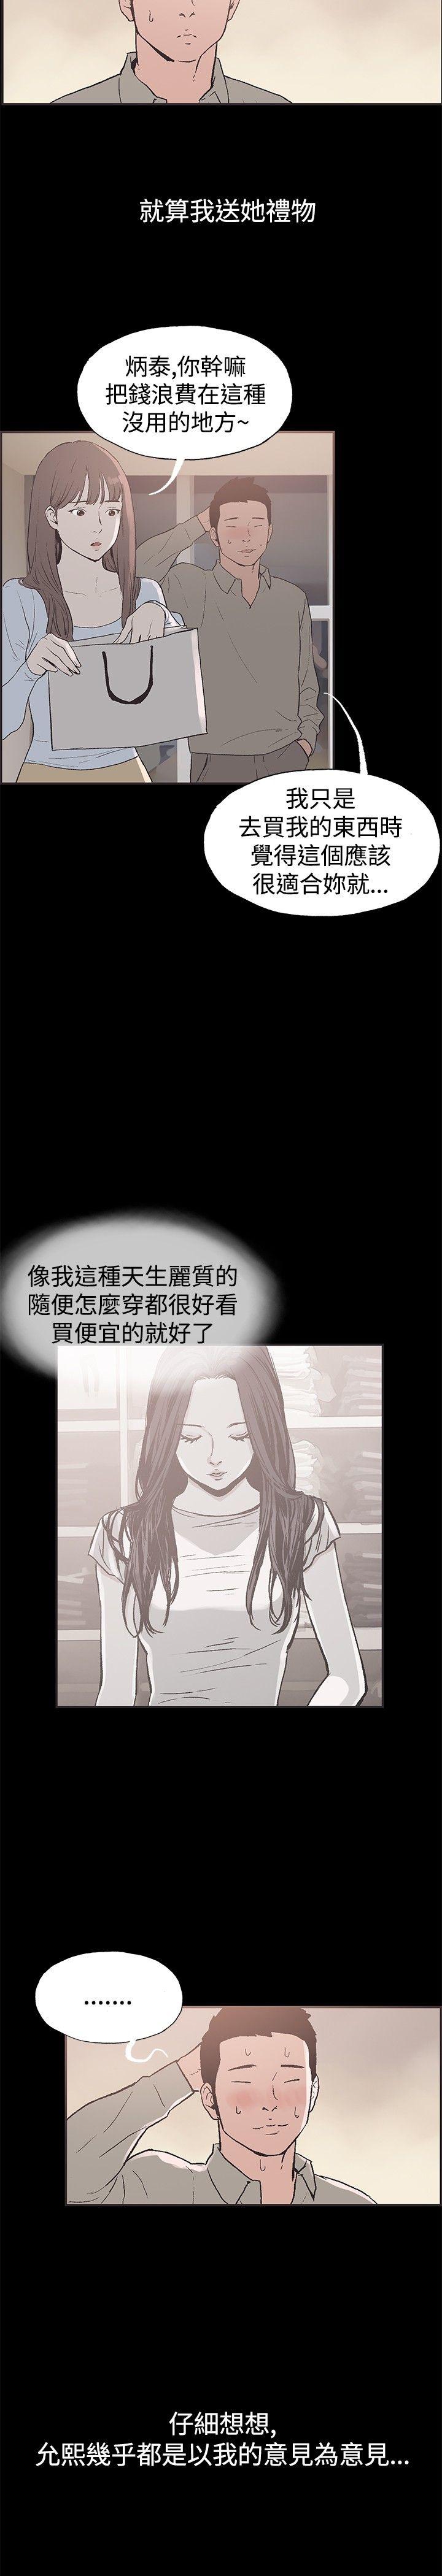 就算我送她禮物
炳泰,你幹嘛
把錢浪費在這種
沒用的地方~
我只是
去買我的東西時
覺得這個應該
很適合妳就...
像我這種天生麗質的
隨便怎麼穿都很好看
買便宜的就好了
.......
仔細想想,
允熙幾乎都是以我的意見為意見...